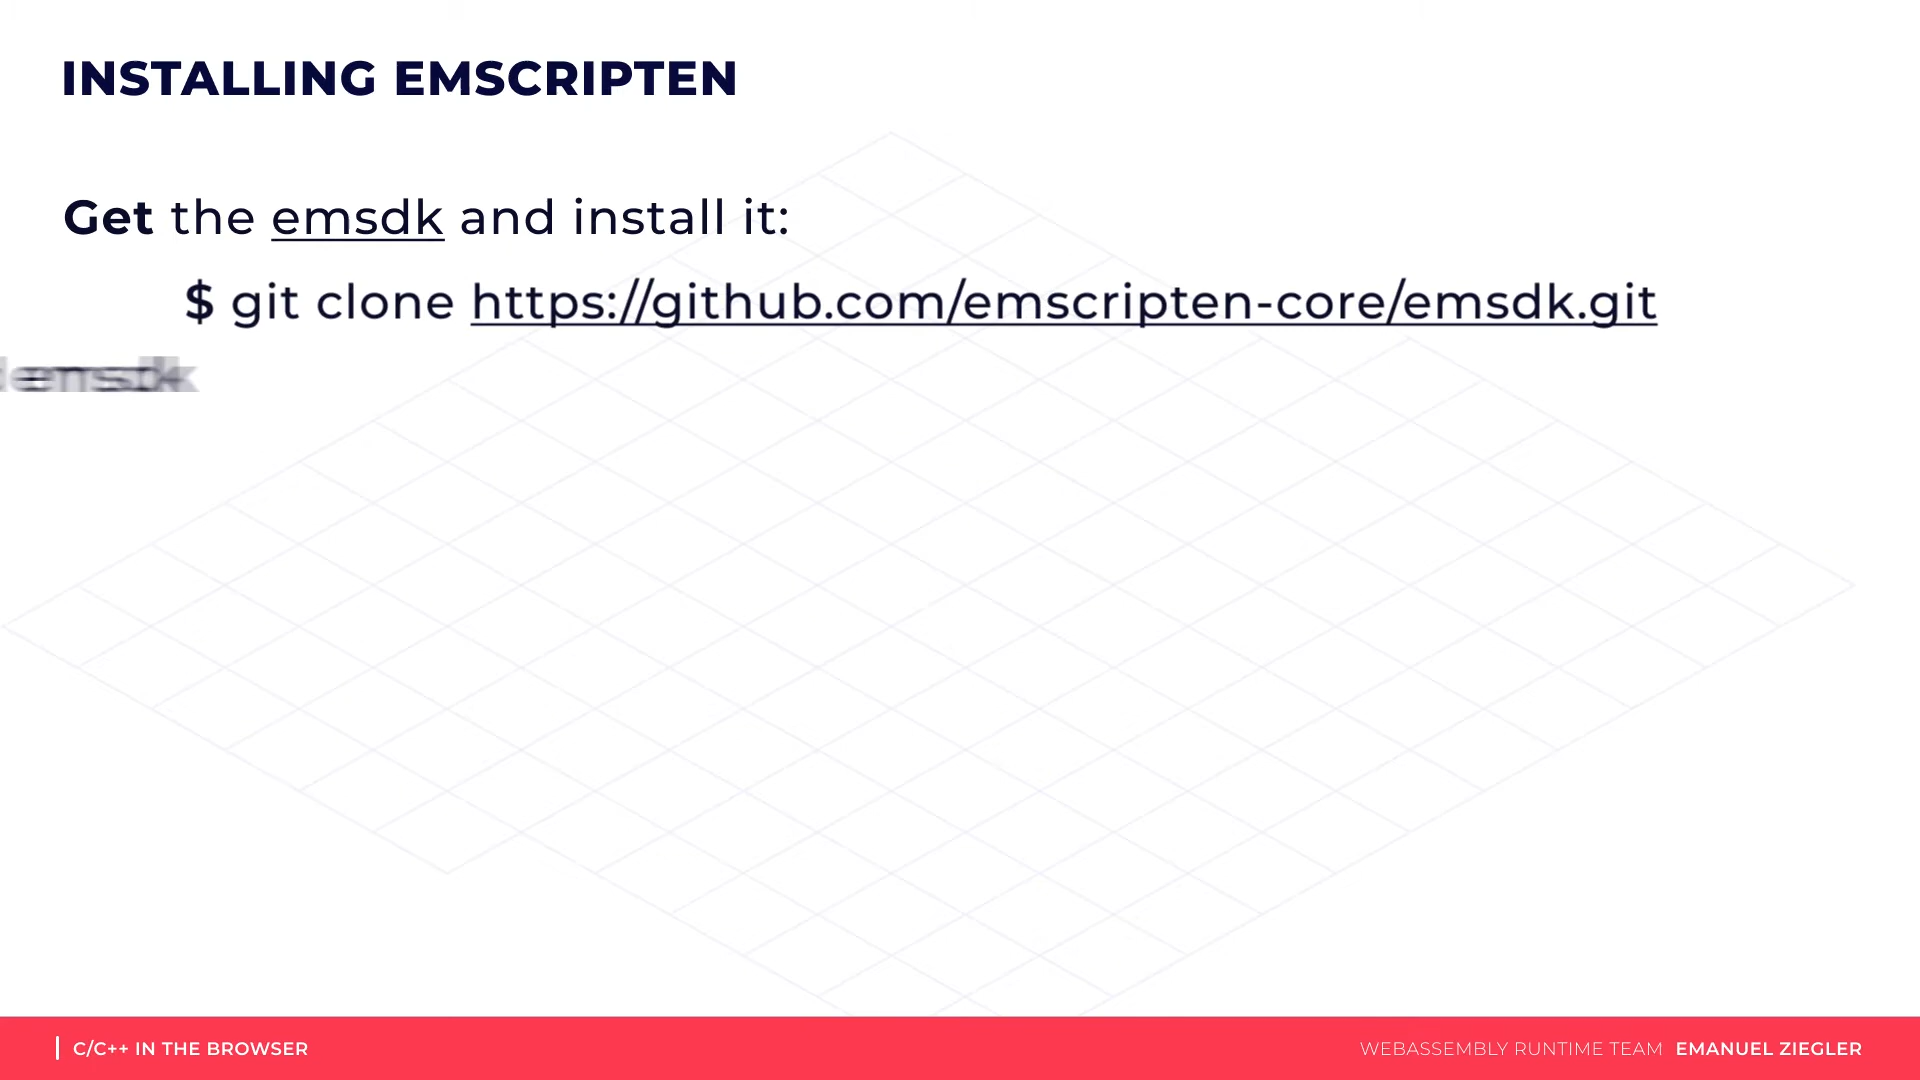 INSTALLING EMSCRIPTEN
Get the emsdk and install it:
$ git clone https://github.com/emscripten-core/emsdk.git
emsdk
C/C++ IN THE BROWSER
WEBASSEMBLY RUNTIME TEAM EMANUEL ZIEGLER